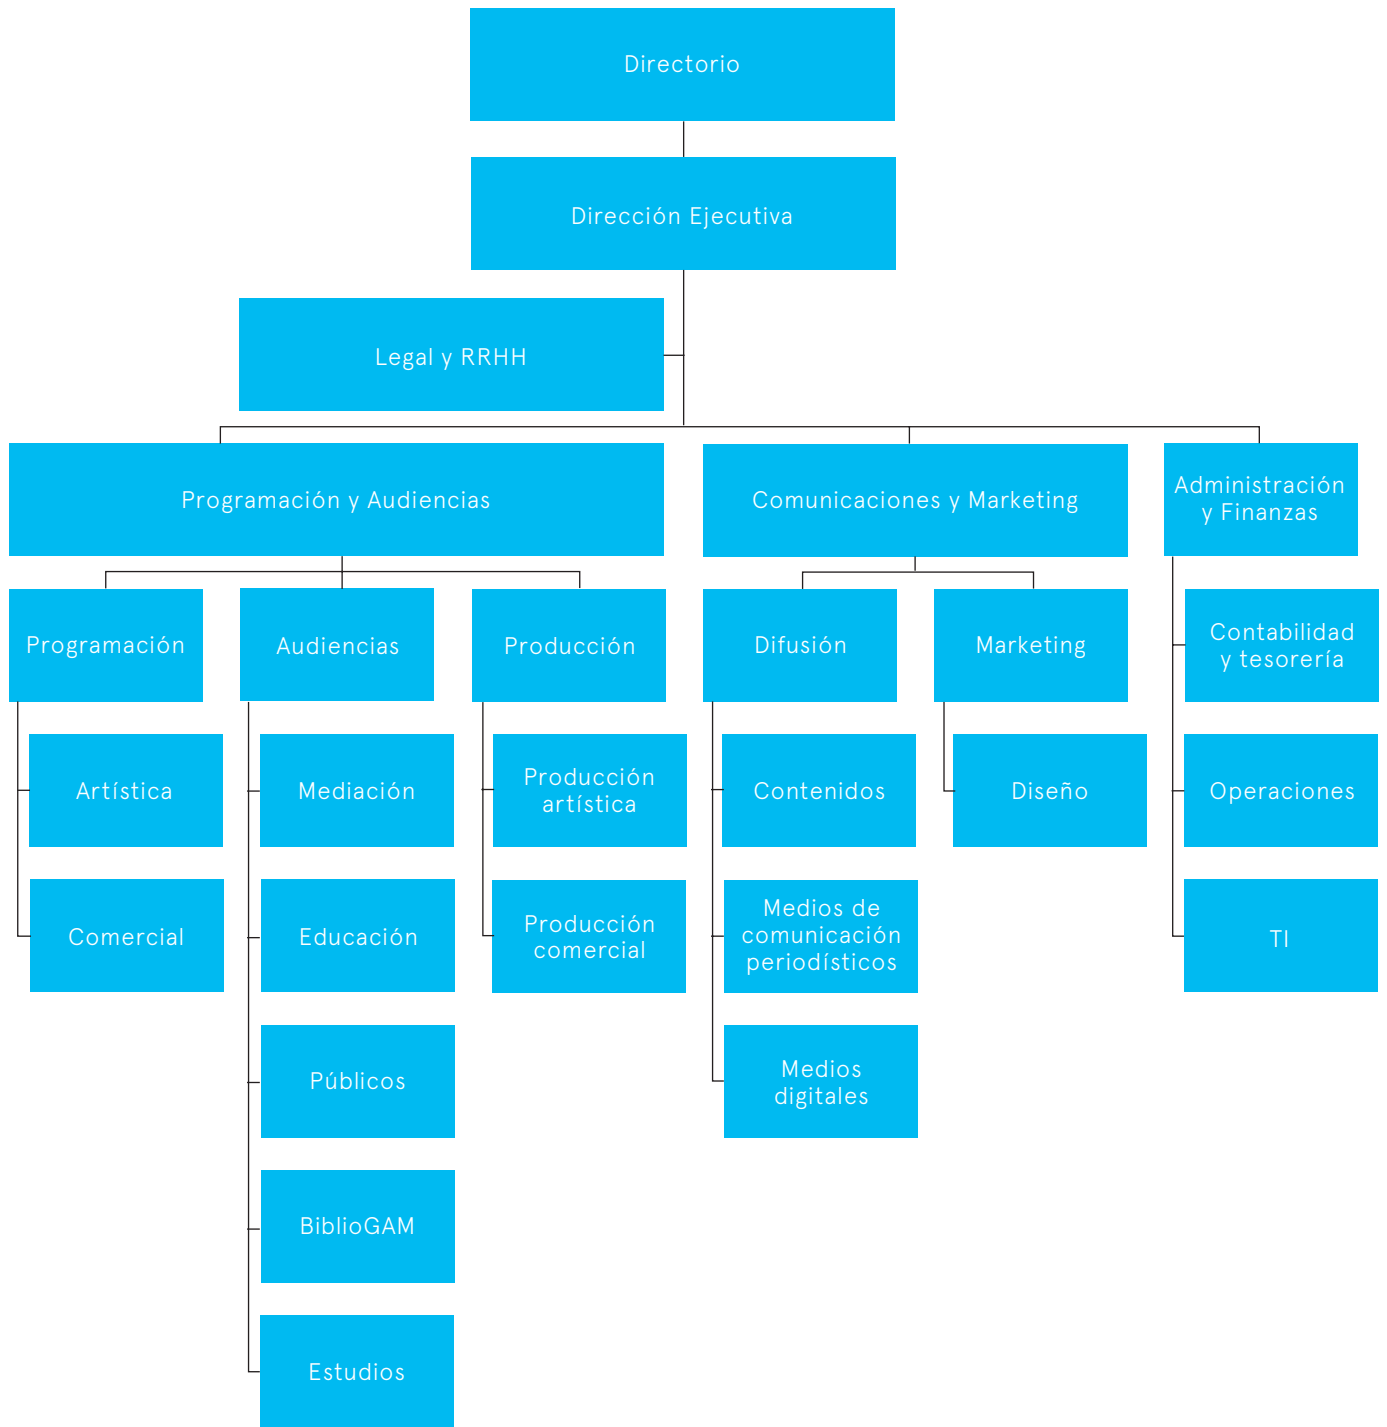 Directorio
Dirección Ejecutiva
Legal y RRHH
Programación y Audiencias
Comunicaciones y Marketing
Administración
y Finanzas
Programación
Audiencias
Producción
Difusión
Marketing
Contabilidad
y tesorería
Artística
Mediación
Producción
artística
Contenidos
Diseño
Operaciones
Comercial
Educación
Producción
comercial
Medios de
comunicación
periodísticos
TI
Públicos
Medios
digitales
BiblioGAM
Estudios